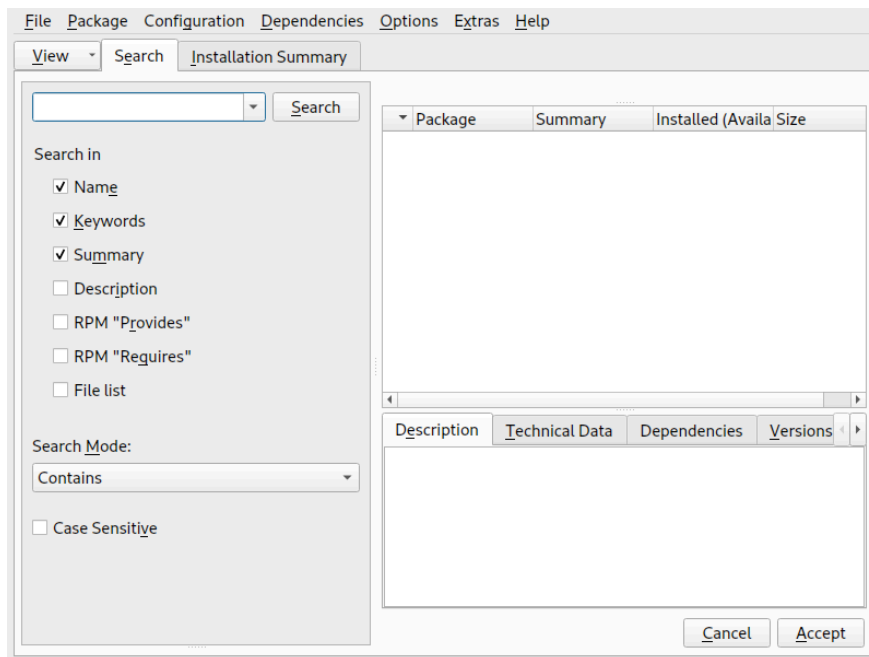 File Package Configuration Dependencies Options Extras Help
View Search Installation Summary
Search
Search in
Name
Keywords
Summary
Description
RPM "Provides"
RPM "Requires"
File list
Search Mode:
Contains
Case Sensitive
Package Summary Installed (Availa Size
Description Technical Data Dependencies Versions
Cancel Accept